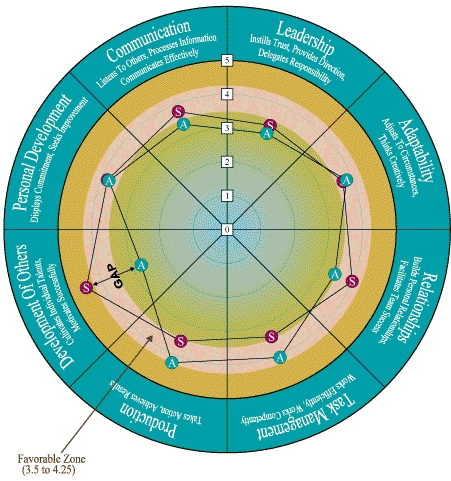 Communication
Listens To Others, Processes Information
Communicates Effectively
Leadership
Instills Trust, Provides Direction,
Delegates Responsibility
Adaptability
Adjusts To Circumstances,
Thinks Creatively
Relationships
Builds Personal Relationships,
Facilitates Team Success
Task Management
Works Efficiently, Works Competently
Production
Takes Action, Achieves Results
Development Of Others
Cultivates Individual Talents,
Motivates Successfully
Personal Development
Displays Commitment, Seeks Improvement
5
4
3
2
1
0
S
A
S
A
S
A
A
S
S
A
S
A
A
S
A
GAP
Favorable Zone
(3.5 to 4.25)